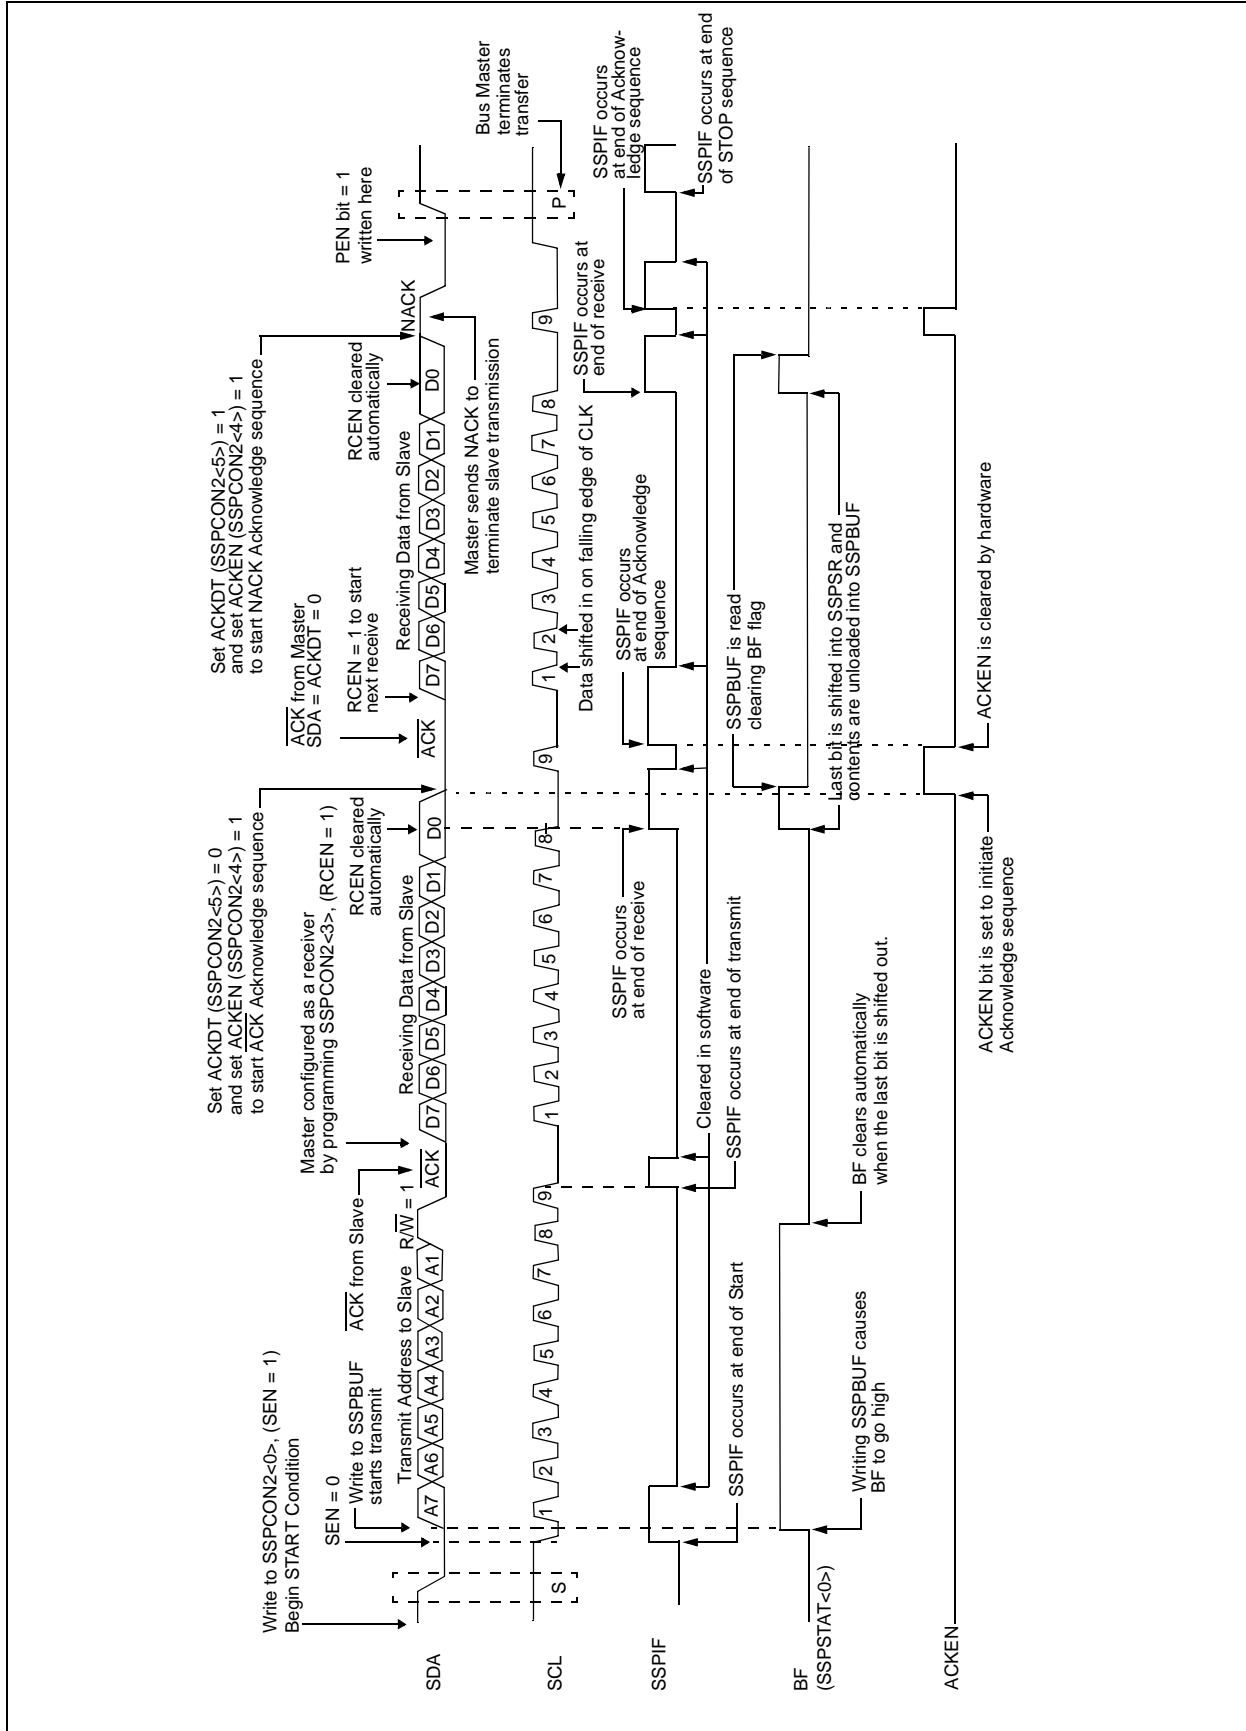 Write to SSPCON2<0>, (SEN = 1)
Begin START Condition
SEN = 0
Write to SSPBUF
starts transmit
Transmit Address to Slave
R/W = 1
ACK from Slave
Master configured as a receiver
by programming SSPCON2<3>, (RCEN = 1)
Set ACKDT (SSPCON2<5>) = 0
and set ACKEN (SSPCON2<4>) = 1
to start ACK Acknowledge sequence
RCEN cleared
automatically
Receiving Data from Slave
ACK from Master
SDA = ACKDT = 0
RCEN = 1 to start
next receive
Set ACKDT (SSPCON2<5>) = 1
and set ACKEN (SSPCON2<4>) = 1
to start NACK Acknowledge sequence
RCEN cleared
automatically
Receiving Data from Slave
PEN bit = 1
written here
SDA
A7 A6 A5 A4 A3 A2 A1
ACK
D7 D6 D5 D4 D3 D2 D1 D0
ACK
D7 D6 D5 D4 D3 D2 D1 D0
NACK
Master sends NACK to
terminate slave transmission
Bus Master
terminates
transfer
SCL
S
1 2 3 4 5 6 7 8 9
1 2 3 4 5 6 7 8 9
1 2 3 4 5 6 7 8 9
P
Data shifted in on falling edge of CLK
SSPIF occurs
at end of receive
SSPIF occurs
at end of Acknowledge
sequence
SSPIF occurs at
end of receive
SSPIF occurs
at end of Acknow-
ledge sequence
SSPIF
Cleared in software
SSPIF occurs at end of Start
SSPIF occurs at end of transmit
SSPIF occurs at end
of STOP sequence
SSPBUF is read
clearing BF flag
BF
(SSPSTAT<0>)
Writing SSPBUF causes
BF to go high
BF clears automatically
when the last bit is shifted out.
Last bit is shifted into SSPSR and
contents are unloaded into SSPBUF
ACKEN
ACKEN bit is set to initiate
Acknowledge sequence
ACKEN is cleared by hardware